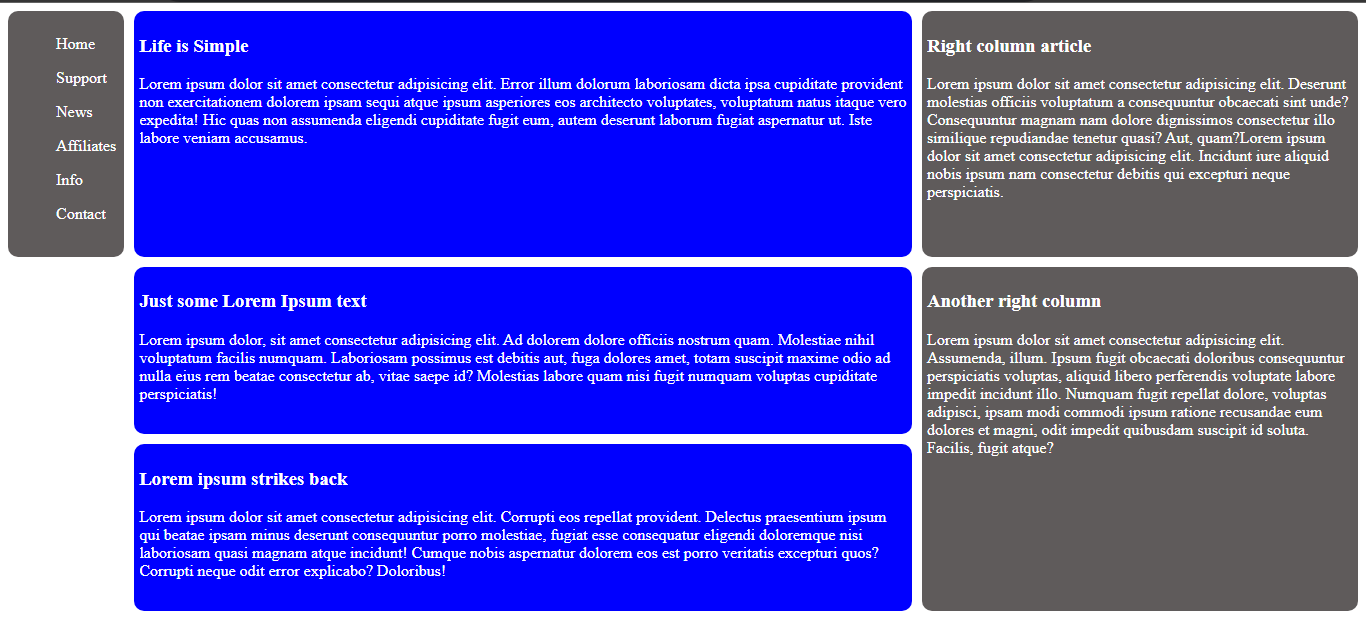 Home
Support
News
Affiliates
Info
Contact
Life is Simple
Lorem ipsum dolor sit amet consectetur adipisicing elit. Error illum dolorum laboriosam dicta ipsa cupiditate provident
non exercitationem dolorem ipsam sequi atque ipsum asperiores eos architecto voluptates, voluptatum natus itaque vero
expedita! Hic quas non assumenda eligendi cupiditate fugit eum, autem deserunt laborum fugiat aspernatur ut. Iste
labore veniam accusamus.
Right column article
Lorem ipsum dolor sit amet consectetur adipisicing elit. Deserunt
molestias officiis voluptatum a consequuntur obcaecati sint unde?
Consequuntur magnam nam dolore dignissimos consectetur illo
similique repudiandae tenetur quasi? Aut, quam?Lorem ipsum
dolor sit amet consectetur adipisicing elit. Incidunt iure aliquid
nobis ipsum nam consectetur debitis qui excepturi neque
perspiciatis.
Just some Lorem Ipsum text
Lorem ipsum dolor, sit amet consectetur adipisicing elit. Ad dolorem dolore officiis nostrum quam. Molestiae nihil
voluptatum facilis numquam. Laboriosam possimus est debitis aut, fuga dolores amet, totam suscipit maxime odio ad
nulla eius rem beatae consectetur ab, vitae saepe id? Molestias labore quam nisi fugit numquam voluptas cupiditate
perspiciatis!
Another right column
Lorem ipsum dolor sit amet consectetur adipisicing elit.
Assumenda, illum. Ipsum fugit obcaecati doloribus consequuntur
perspiciatis voluptas, aliquid libero perferendis voluptate labore
impedit incidunt illo. Numquam fugit repellat dolore, voluptas
adipisci, ipsam modi commodi ipsum ratione recusandae eum
dolores et magni, odit impedit quibusdam suscipit id soluta.
Facilis, fugit atque?
Lorem ipsum strikes back
Lorem ipsum dolor sit amet consectetur adipisicing elit. Corrupti eos repellat provident. Delectus praesentium ipsum
qui beatae ipsam minus deserunt consequuntur porro molestiae, fugiat esse consequatur eligendi doloremque nisi
laboriosam quasi magnam atque incidunt! Cumque nobis aspernatur dolorem eos est porro veritatis excepturi quos?
Corrupti neque odit error explicabo? Doloribus!